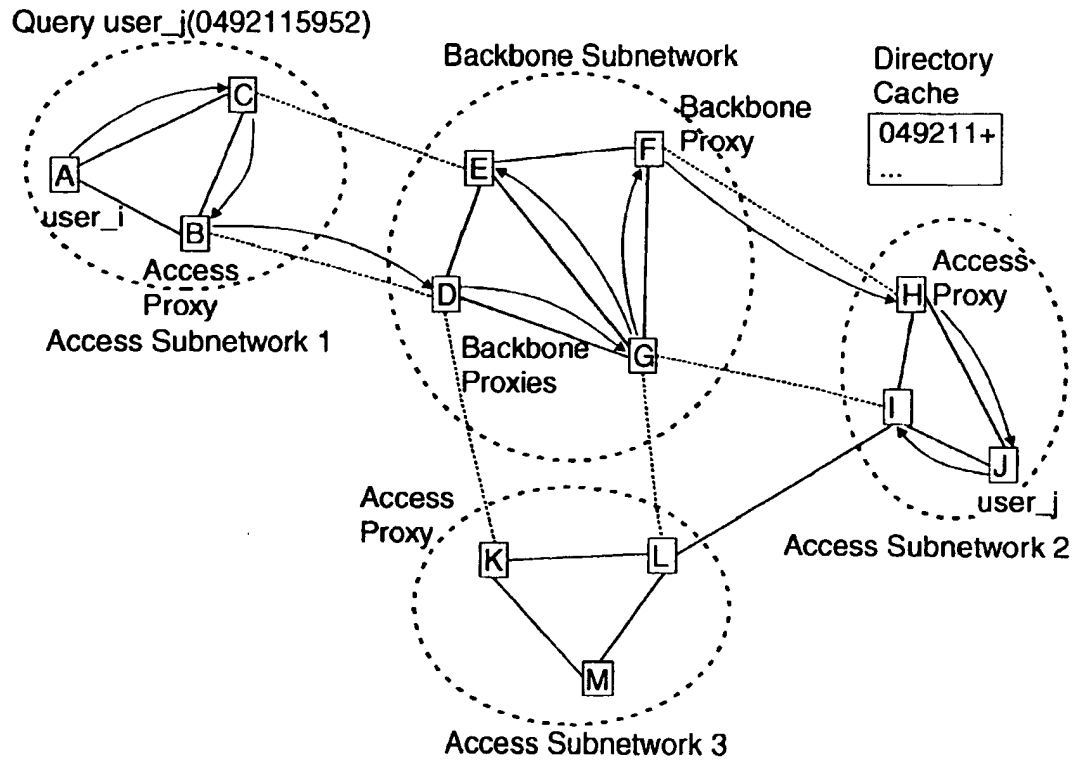 Query user_j(0492115952)
Backbone Subnetwork
Directory
Cache
049211+
...
C
Backbone
Proxy
F
E
A
user_i
B
Access
Proxy
Access Subnetwork 1
D
Backbone
Proxies
G
Access
Proxy
H
I
J
user_j
Access Subnetwork 2
Access
Proxy
K
L
M
Access Subnetwork 3